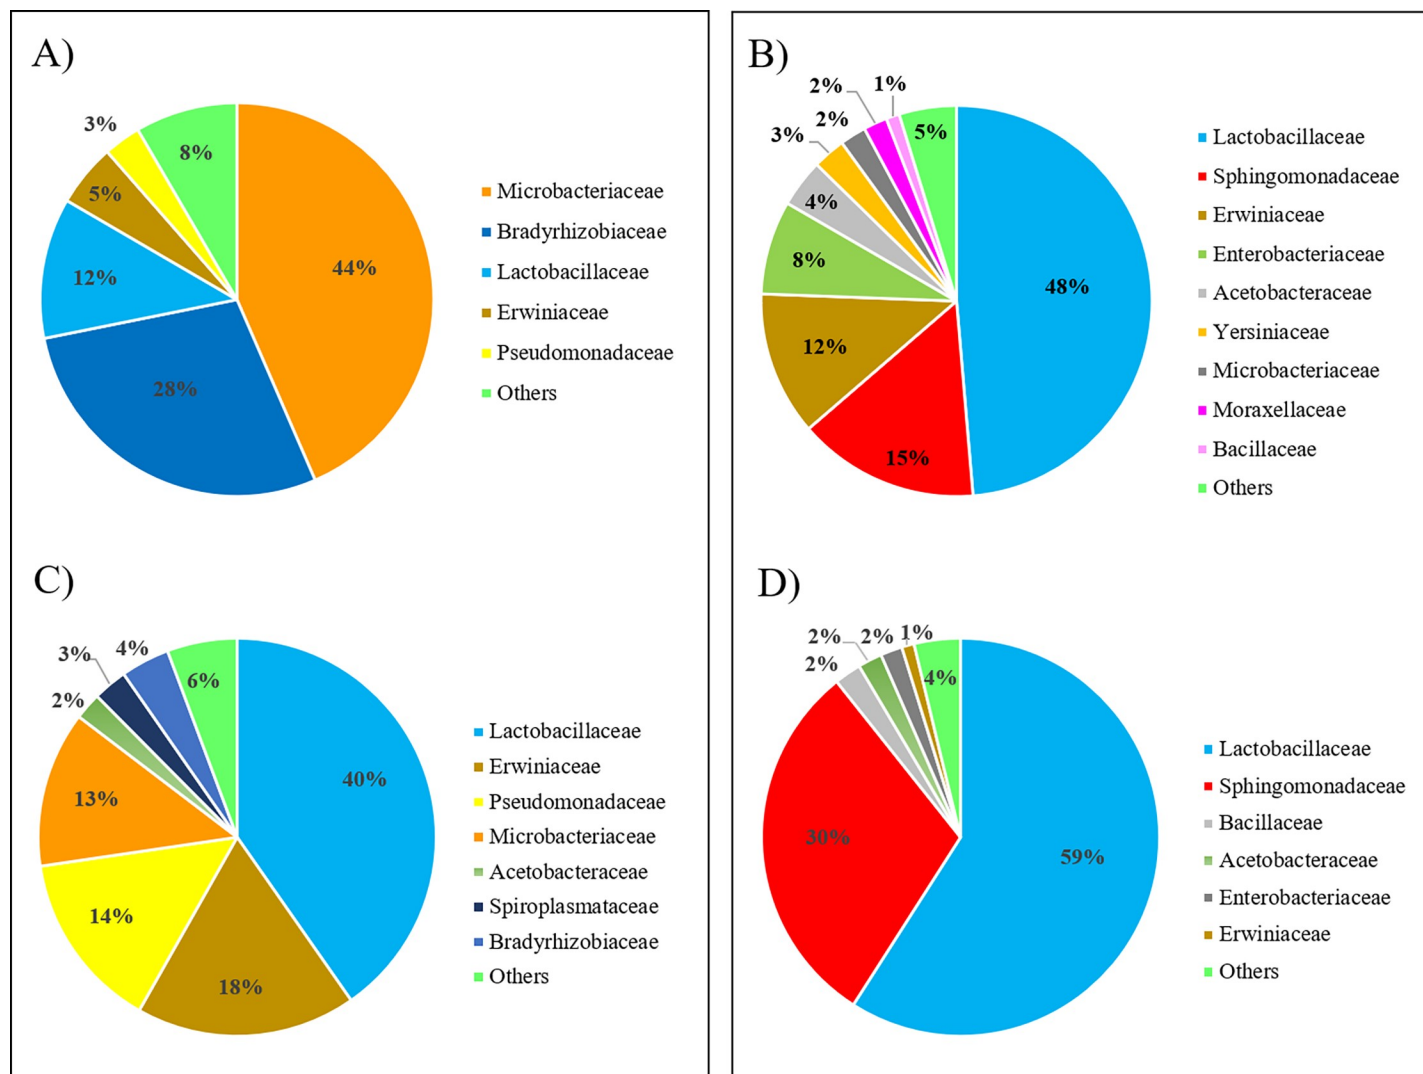 A)
3%
8%
5%
44%
12%
28%
Microbacteriaceae
Bradyrhizobiaceae
Lactobacillaceae
Erwiniaceae
Pseudomonadaceae
Others
B)
2%
1%
2%
3%
5%
4%
8%
48%
12%
15%
Lactobacillaceae
Sphingomonadaceae
Erwiniaceae
Enterobacteriaceae
Acetobacteraceae
Yersiniaceae
Microbacteriaceae
Moraxellaceae
Bacillaceae
Others
C)
3%
4%
2%
6%
40%
13%
14%
18%
Lactobacillaceae
Erwiniaceae
Pseudomonadaceae
Microbacteriaceae
Acetobacteraceae
Spiroplasmataceae
Bradyrhizobiaceae
Others
D)
2%
2%
1%
2%
4%
30%
59%
Lactobacillaceae
Sphingomonadaceae
Bacillaceae
Acetobacteraceae
Enterobacteriaceae
Erwiniaceae
Others